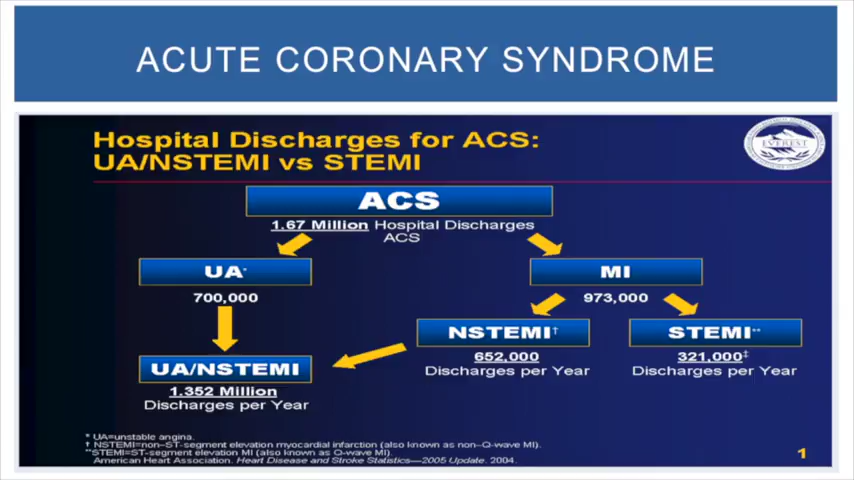 ACUTE CORONARY SYNDROME
Hospital Discharges for ACS:
UA/NSTEMI vs STEMI
EVEREST
ACS
1.67 Million Hospital Discharges
ACS
UA*
MI
700,000
973,000
NSTEMI†
STEMI**
652,000
Discharges per Year
321,000‡
Discharges per Year
UA/NSTEMI
1.352 Million
Discharges per Year
* UA=unstable angina.
† NSTEMI=non–ST-segment elevation myocardial infarction (also known as non–Q-wave MI).
**STEMI=ST-segment elevation MI (also known as Q-wave MI).
American Heart Association. Heart Disease and Stroke Statistics—2005 Update. 2004.
1